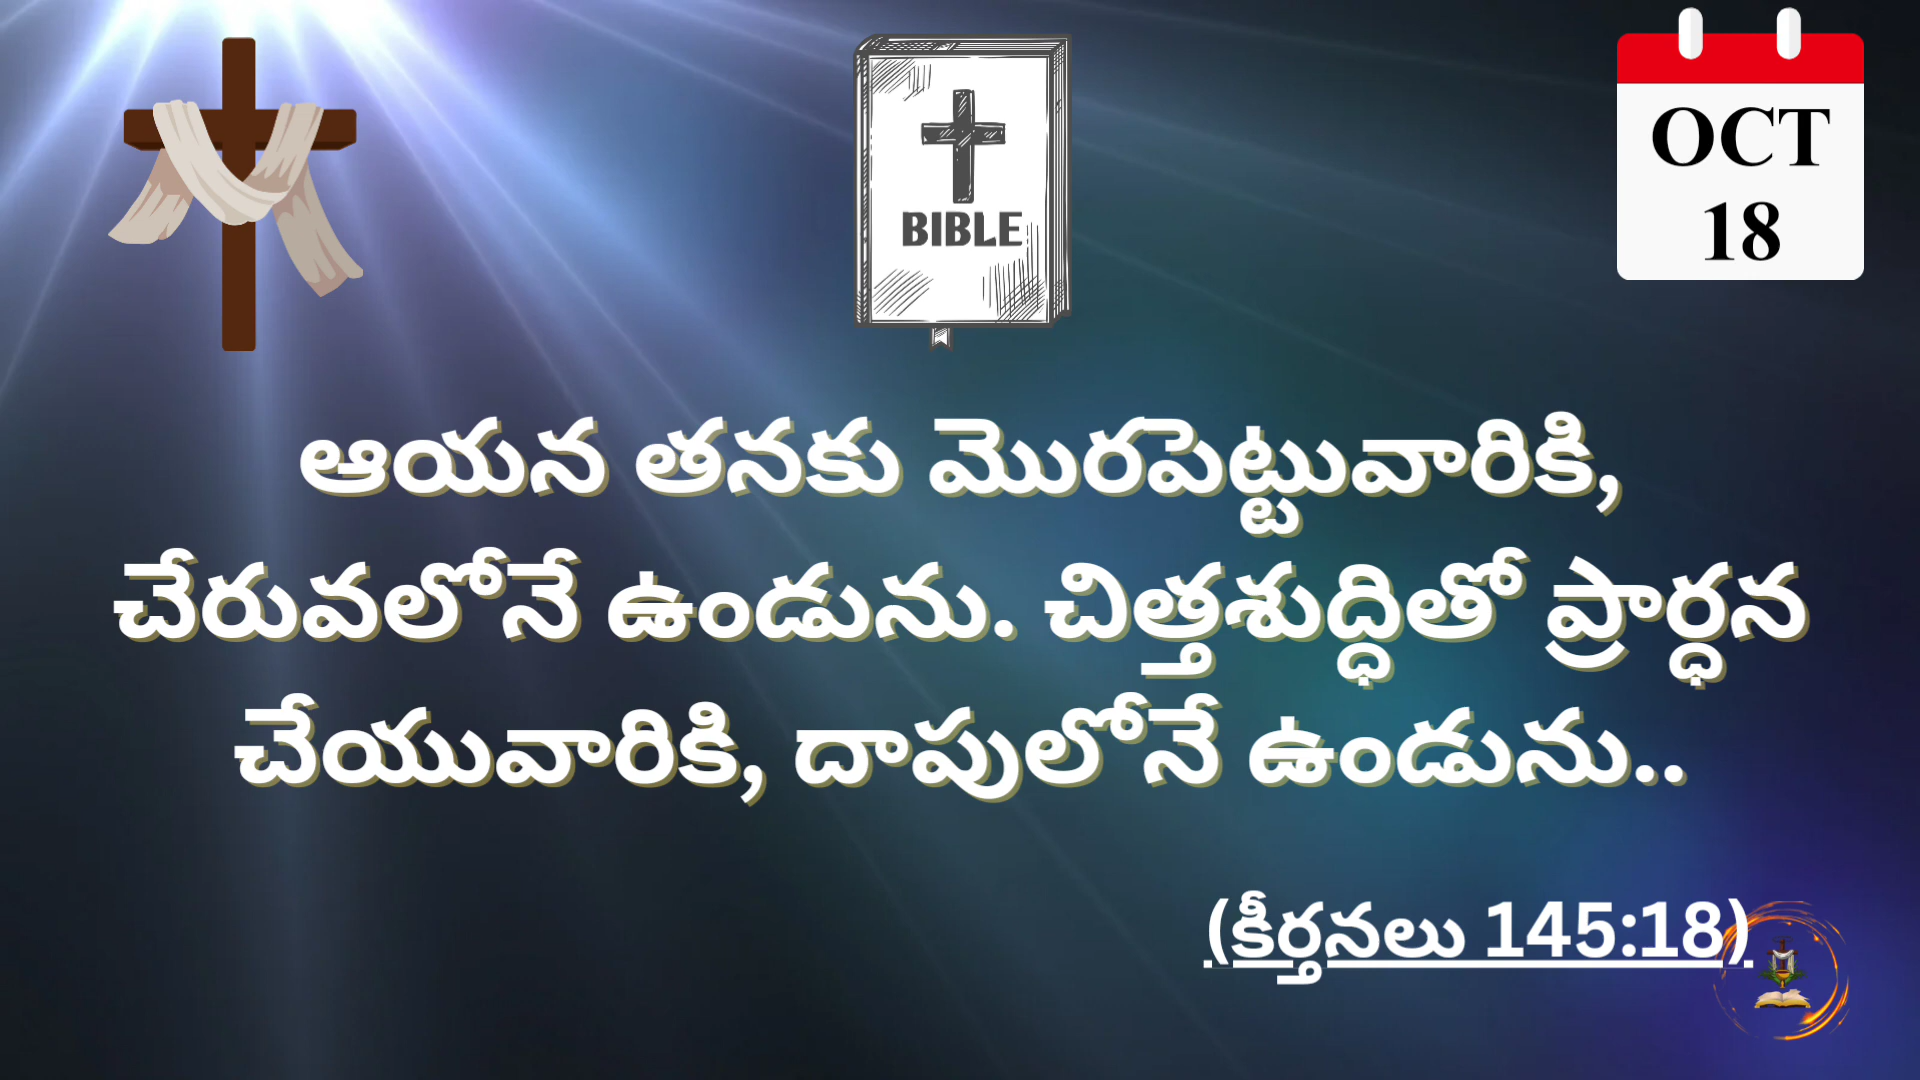 BIBLE
OCT
18
ఆయన తనకు మొరపెట్టువారికి,
చేరువలోనే ఉండును. చిత్తశుద్ధితో ప్రార్ధన
చేయువారికి, దాపులోనే ఉండును..
(కీర్తనలు 145:18)